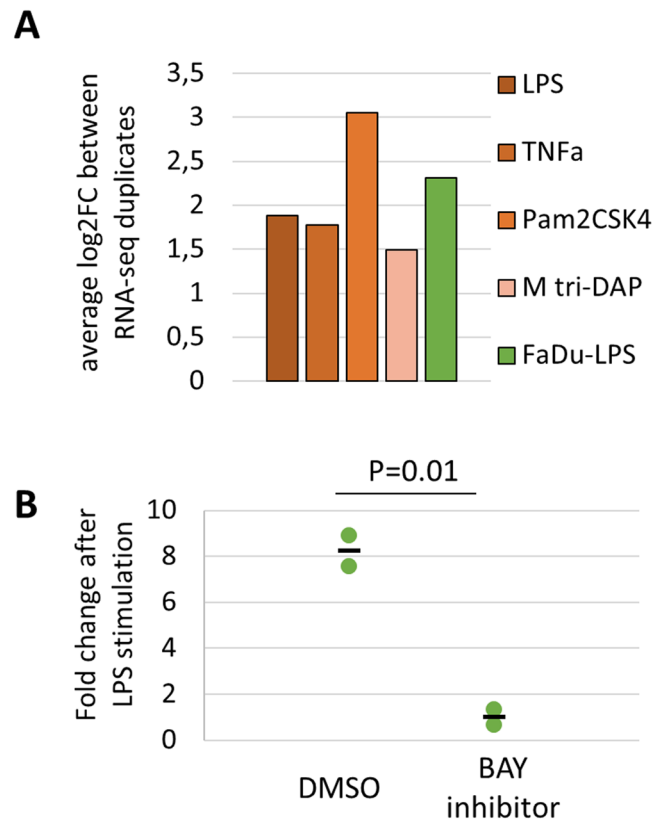 A
average log2FC between
RNA-seq duplicates
3,5
3
2,5
2
1,5
1
0,5
0
LPS
TNFa
Pam2CSK4
M tri-DAP
FaDu-LPS
B
P=0.01
Fold change after
LPS stimulation
10
8
6
4
2
0
DMSO
BAY
inhibitor